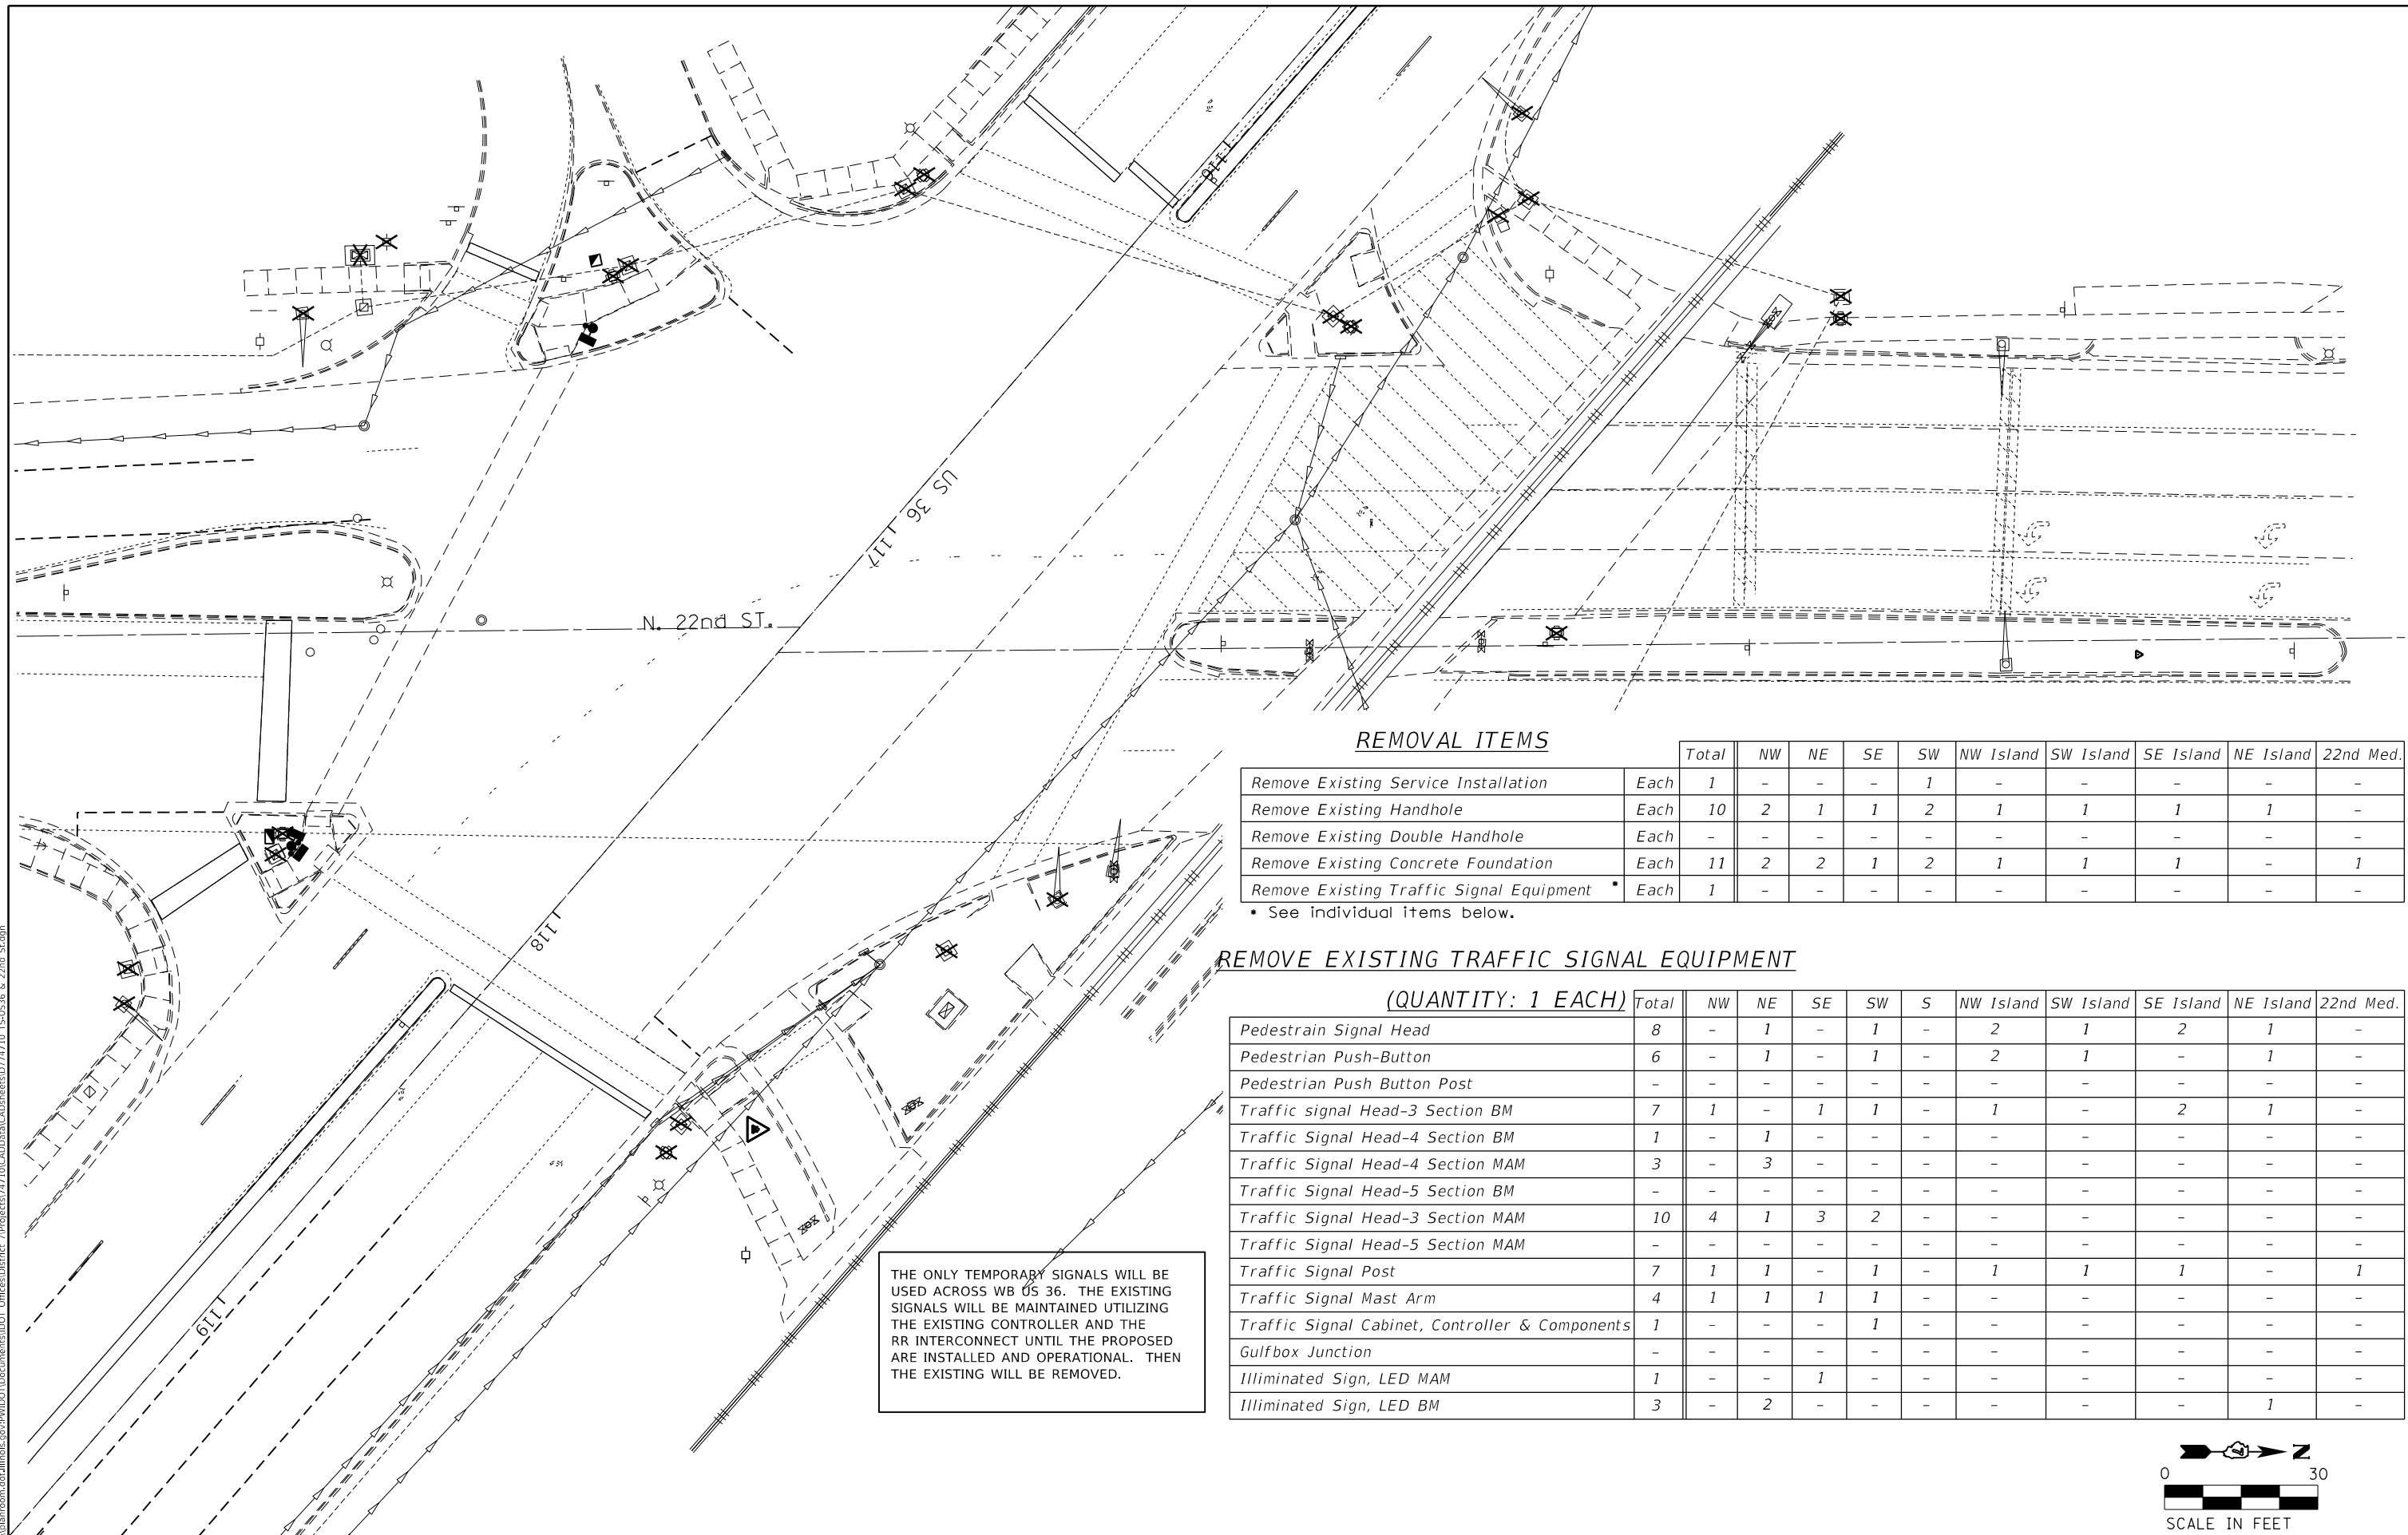 US 36
1117
N. 22nd ST.
1118
1119
1116
REMOVAL ITEMS
Total NW NE SE SW NW Island SW Island SE Island NE Island 22nd Med.
Remove Existing Service Installation Each 1 - - - 1 - - - - -
Remove Existing Handhole Each 10 2 1 1 2 1 1 1 1 -
Remove Existing Double Handhole Each - - - - - - - - - -
Remove Existing Concrete Foundation Each 11 2 2 1 2 1 1 1 - 1
Remove Existing Traffic Signal Equipment * Each 1 - - - - - - - - -
• See individual items below.
REMOVE EXISTING TRAFFIC SIGNAL EQUIPMENT
(QUANTITY: 1 EACH) Total NW NE SE SW S NW Island SW Island SE Island NE Island 22nd Med.
Pedestrain Signal Head 8 - 1 - 1 - 2 1 2 1 -
Pedestrian Push-Button 6 - 1 - 1 - 2 1 - 1 -
Pedestrian Push Button Post - - - - - - - - - - -
Traffic signal Head-3 Section BM 7 1 - 1 1 - 1 - 2 1 -
Traffic Signal Head-4 Section BM 1 - 1 - - - - - - - -
Traffic Signal Head-4 Section MAM 3 - 3 - - - - - - - -
Traffic Signal Head-5 Section BM - - - - - - - - - - -
Traffic Signal Head-3 Section MAM 10 4 1 3 2 - - - - - -
Traffic Signal Head-5 Section MAM - - - - - - - - - - -
Traffic Signal Post 7 1 1 - 1 - 1 1 1 - 1
Traffic Signal Mast Arm 4 1 1 1 1 - - - - - -
Traffic Signal Cabinet, Controller & Components 1 - - - 1 - - - - - -
Gulfbox Junction - - - - - - - - - - -
Illiminated Sign, LED MAM 1 - - 1 - - - - - - -
Illiminated Sign, LED BM 3 - 2 - - - - - - 1 -
THE ONLY TEMPORARY SIGNALS WILL BE
USED ACROSS WB US 36. THE EXISTING
SIGNALS WILL BE MAINTAINED UTILIZING
THE EXISTING CONTROLLER AND THE
RR INTERCONNECT UNTIL THE PROPOSED
ARE INSTALLED AND OPERATIONAL. THEN
THE EXISTING WILL BE REMOVED.
N
0 30
SCALE IN FEET